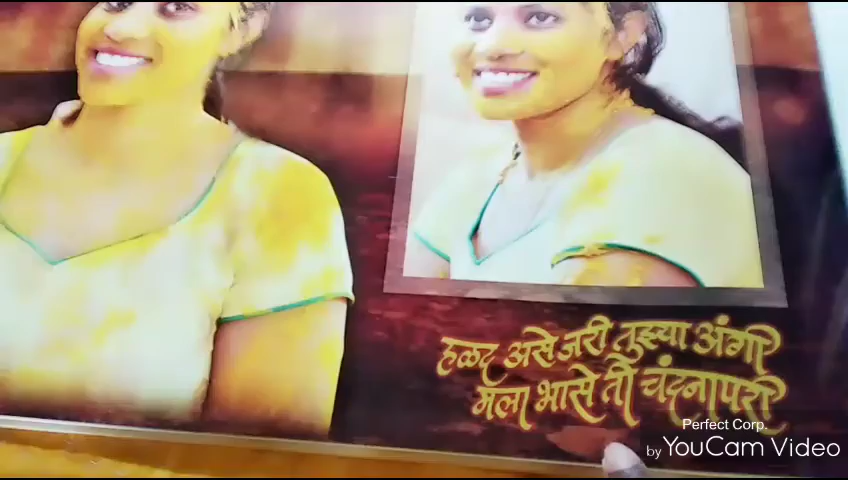 हळद असे जरी तुझ्या अंगी
मला भासे ती चंदनापरी
Perfect Corp.
by YouCam Video